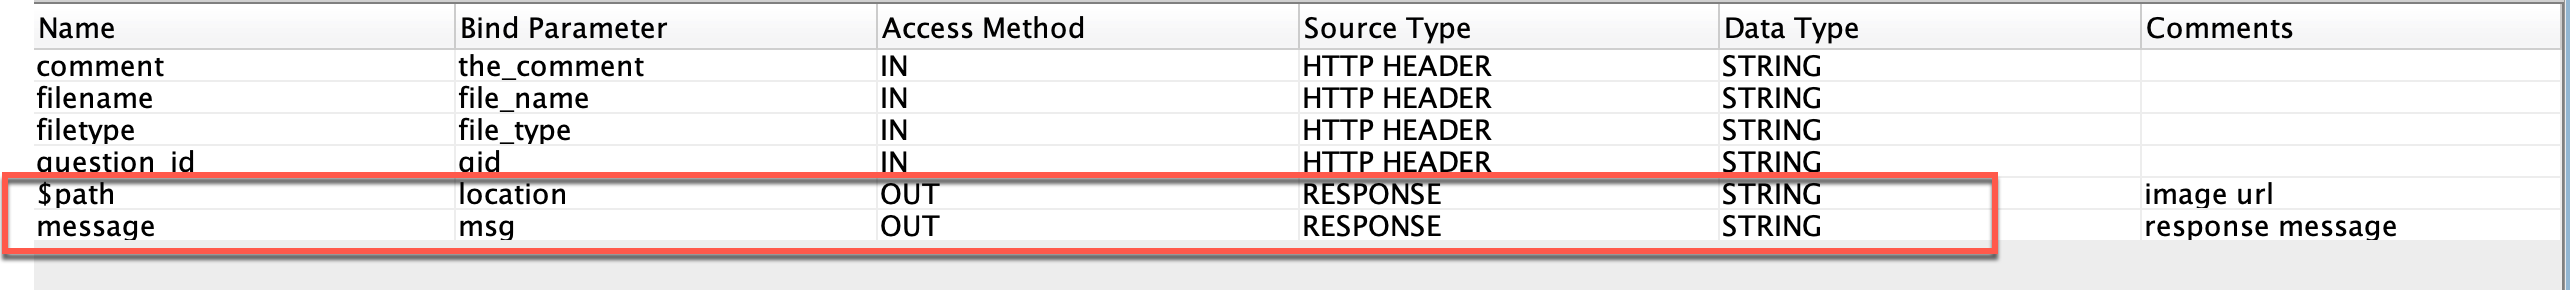 Name Bind Parameter Access Method Source Type Data Type Comments
comment the_comment IN HTTP HEADER STRING
filename file_name IN HTTP HEADER STRING
filetype file_type IN HTTP HEADER STRING
question_id qid IN HTTP HEADER STRING
$path location OUT RESPONSE STRING image url
message msg OUT RESPONSE STRING response message